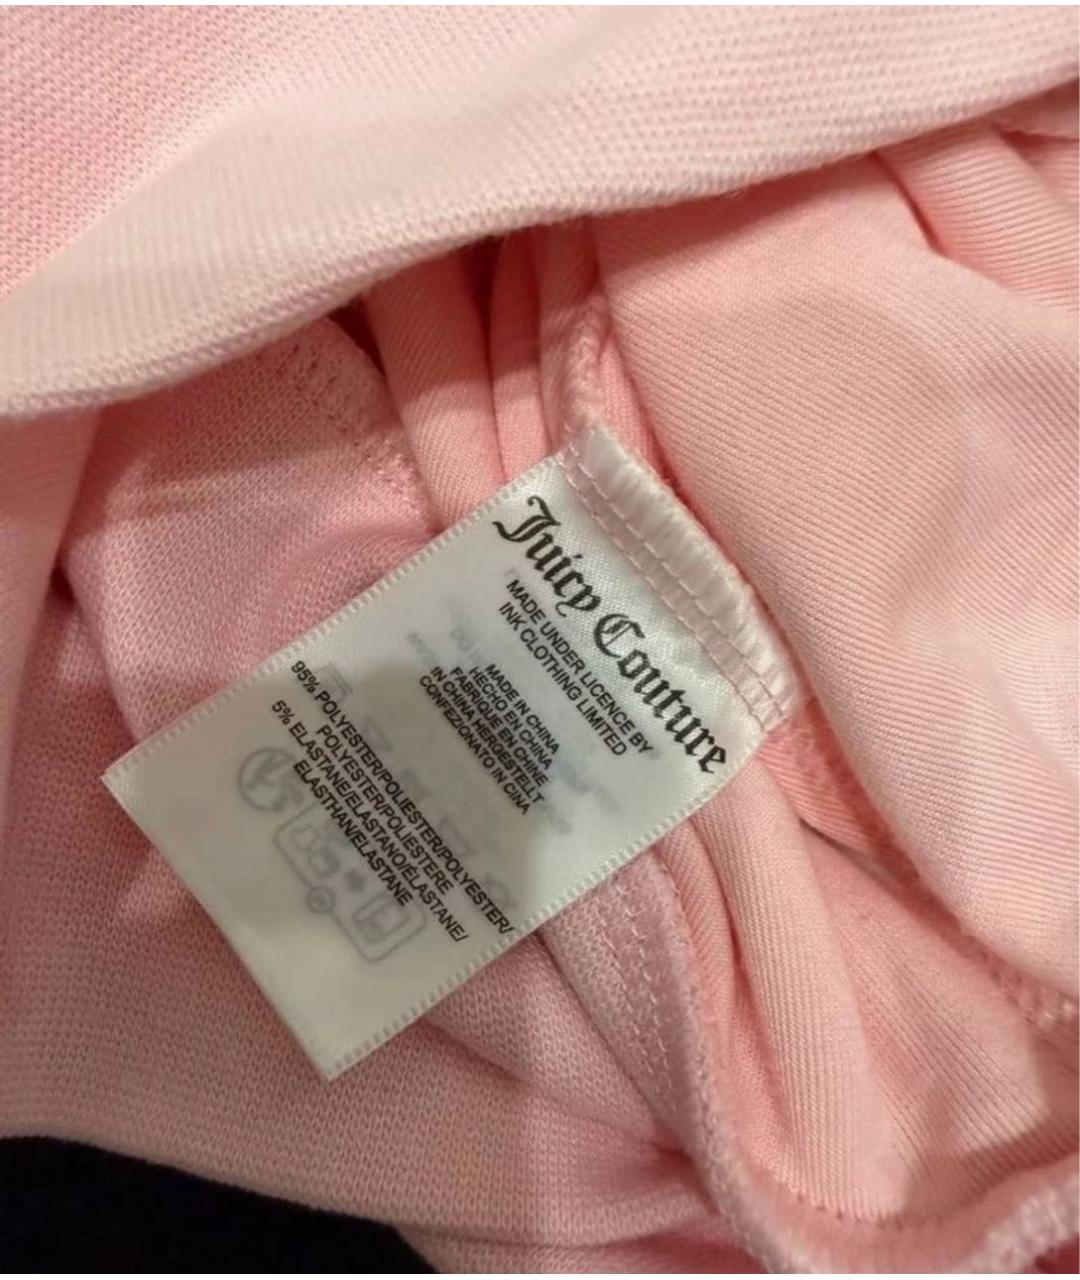 Juicy Couture
MADE UNDER LICENCE BY
INK CLOTHING LIMITED
MADE IN CHINA
HECHO EN CHINA
FABRIQUE EN CHINE
IN CHINA HERGESTELLT
CONFEZIONATO IN CINA
95% POLYESTER/POLIESTER/POLYESTER/
POLYESTER/POLIESTERE
5% ELASTANE/ELASTANO/ÉLASTANE/
ELASTHAN/ELASTANE